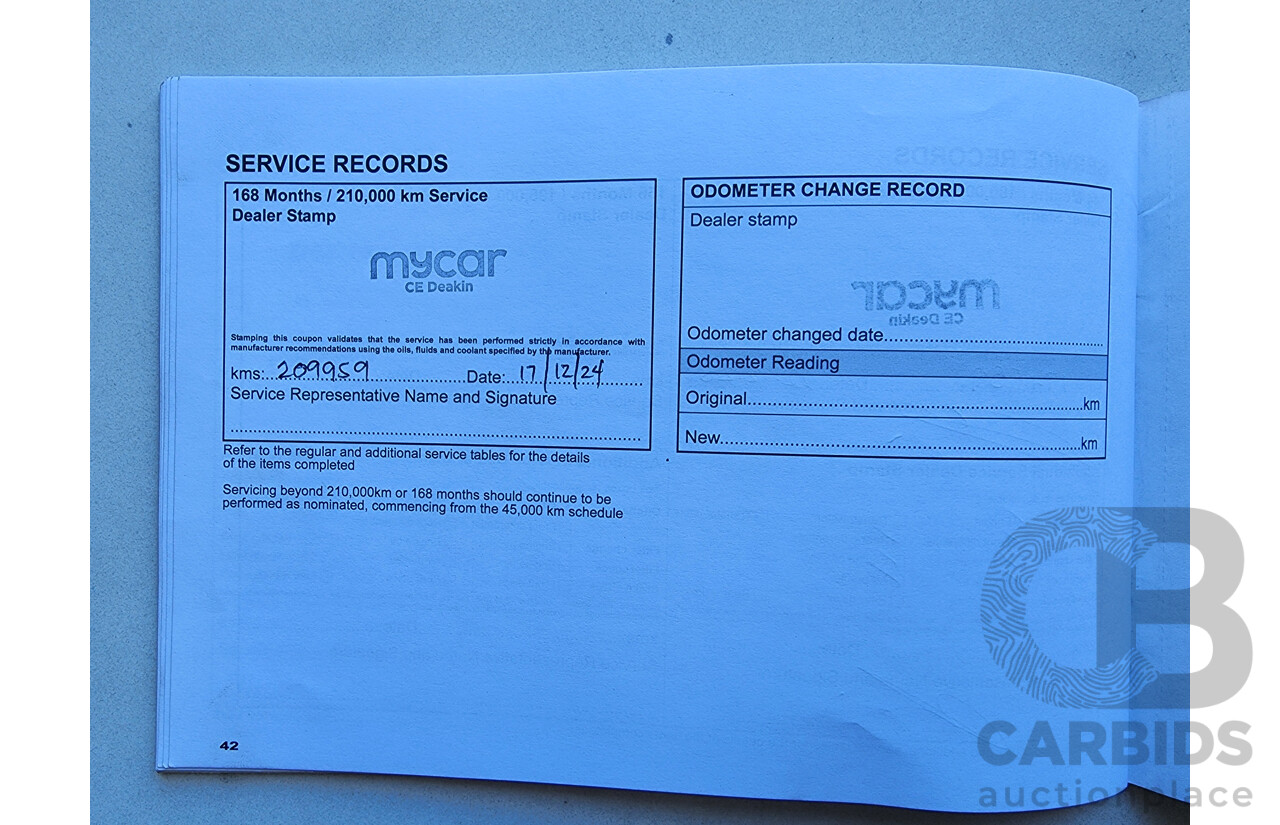 SERVICE RECORDS
168 Months / 210,000 km Service
Dealer Stamp
mycar
CE Deakin
Stamping this coupon validates that the service has been performed strictly in accordance with
manufacturer recommendations using the oils, fluids and coolant specified by the manufacturer.
kms:...209959...Date:...17/12/24...
Service Representative Name and Signature
Refer to the regular and additional service tables for the details
of the items completed
Servicing beyond 210,000km or 168 months should continue to be
performed as nominated, commencing from the 45,000 km schedule
42
ODOMETER CHANGE RECORD
Dealer stamp
mycar
CE Deakin
Odometer changed date...
Odometer Reading
Original...km
New...km
CB
CARBIDS
auctionplace